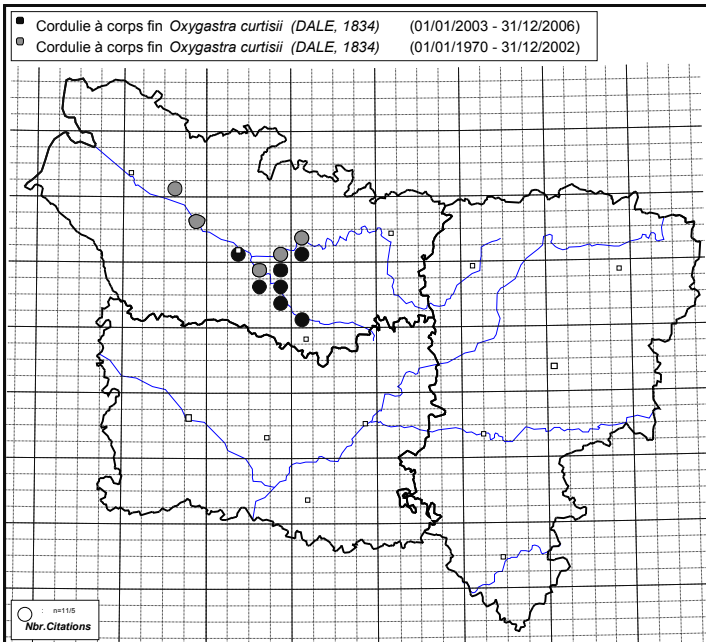 Cordulie à corps fin Oxygastra curtisii (DALE, 1834) (01/01/2003 - 31/12/2006)
Cordulie à corps fin Oxygastra curtisii (DALE, 1834) (01/01/1970 - 31/12/2002)
: n=11/5
Nbr.Citations